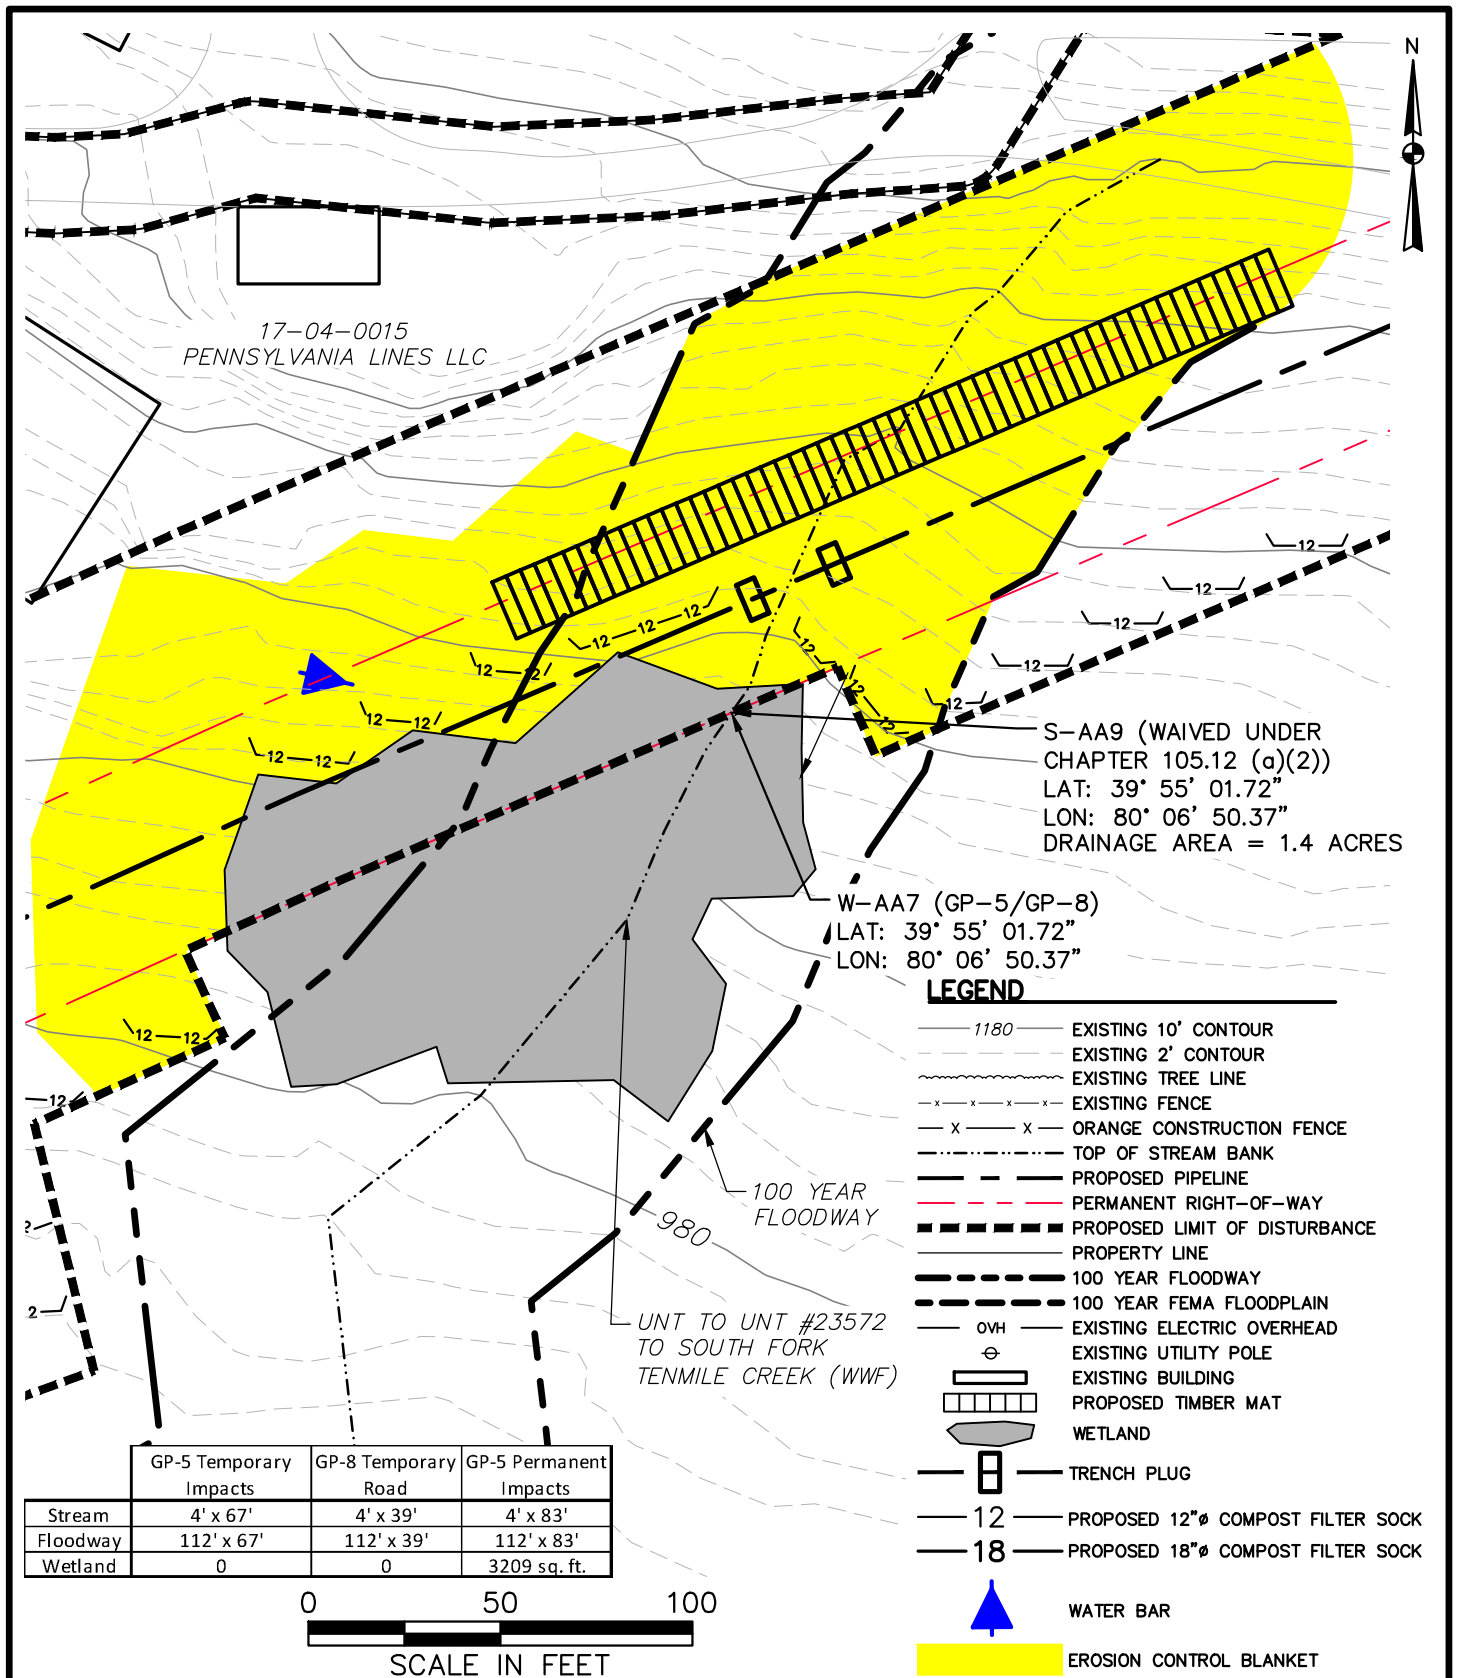 N
17-04-0015
PENNSYLVANIA LINES LLC
12
12
12
12
12
12 12 12
12 12
12 12
12 12
12
12 12
12 12
12
S-AA9 (WAIVED UNDER
CHAPTER 105.12 (a)(2))
LAT: 39° 55' 01.72"
LON: 80° 06' 50.37"
DRAINAGE AREA = 1.4 ACRES
W-AA7 (GP-5/GP-8)
LAT: 39° 55' 01.72"
LON: 80° 06' 50.37"
100 YEAR
FLOODWAY
980
UNT TO UNT #23572
TO SOUTH FORK
TENMILE CREEK (WWF)
LEGEND
1180 EXISTING 10' CONTOUR
EXISTING 2' CONTOUR
EXISTING TREE LINE
x x x x EXISTING FENCE
X X ORANGE CONSTRUCTION FENCE
TOP OF STREAM BANK
PROPOSED PIPELINE
PERMANENT RIGHT-OF-WAY
PROPOSED LIMIT OF DISTURBANCE
PROPERTY LINE
100 YEAR FLOODWAY
100 YEAR FEMA FLOODPLAIN
OVH EXISTING ELECTRIC OVERHEAD
EXISTING UTILITY POLE
EXISTING BUILDING
PROPOSED TIMBER MAT
WETLAND
TRENCH PLUG
12 PROPOSED 12"ø COMPOST FILTER SOCK
18 PROPOSED 18"ø COMPOST FILTER SOCK
WATER BAR
EROSION CONTROL BLANKET
GP-5 Temporary Impacts GP-8 Temporary Road GP-5 Permanent Impacts
Stream 4' x 67' 4' x 39' 4' x 83'
Floodway 112' x 67' 112' x 39' 112' x 83'
Wetland 0 0 3209 sq. ft.
0 50 100
SCALE IN FEET